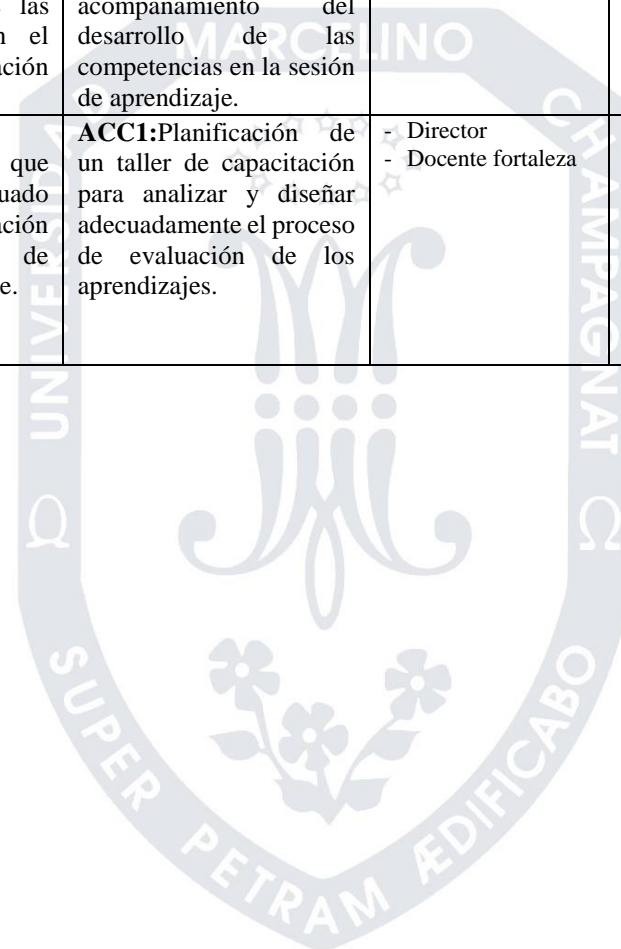 las
el
ación
acompañamiento del
desarrollo de las
competencias en la sesión
de aprendizaje.
que
uado
ación
de
e.
ACC1:Planificación de
un taller de capacitación
para analizar y diseñar
adecuadamente el proceso
de evaluación de los
aprendizajes.
- Director
- Docente fortaleza
UNIVERSIDAD
MARCELINO
CHAMPAGNAT
SUPER PETRAM ÆDIFICABO